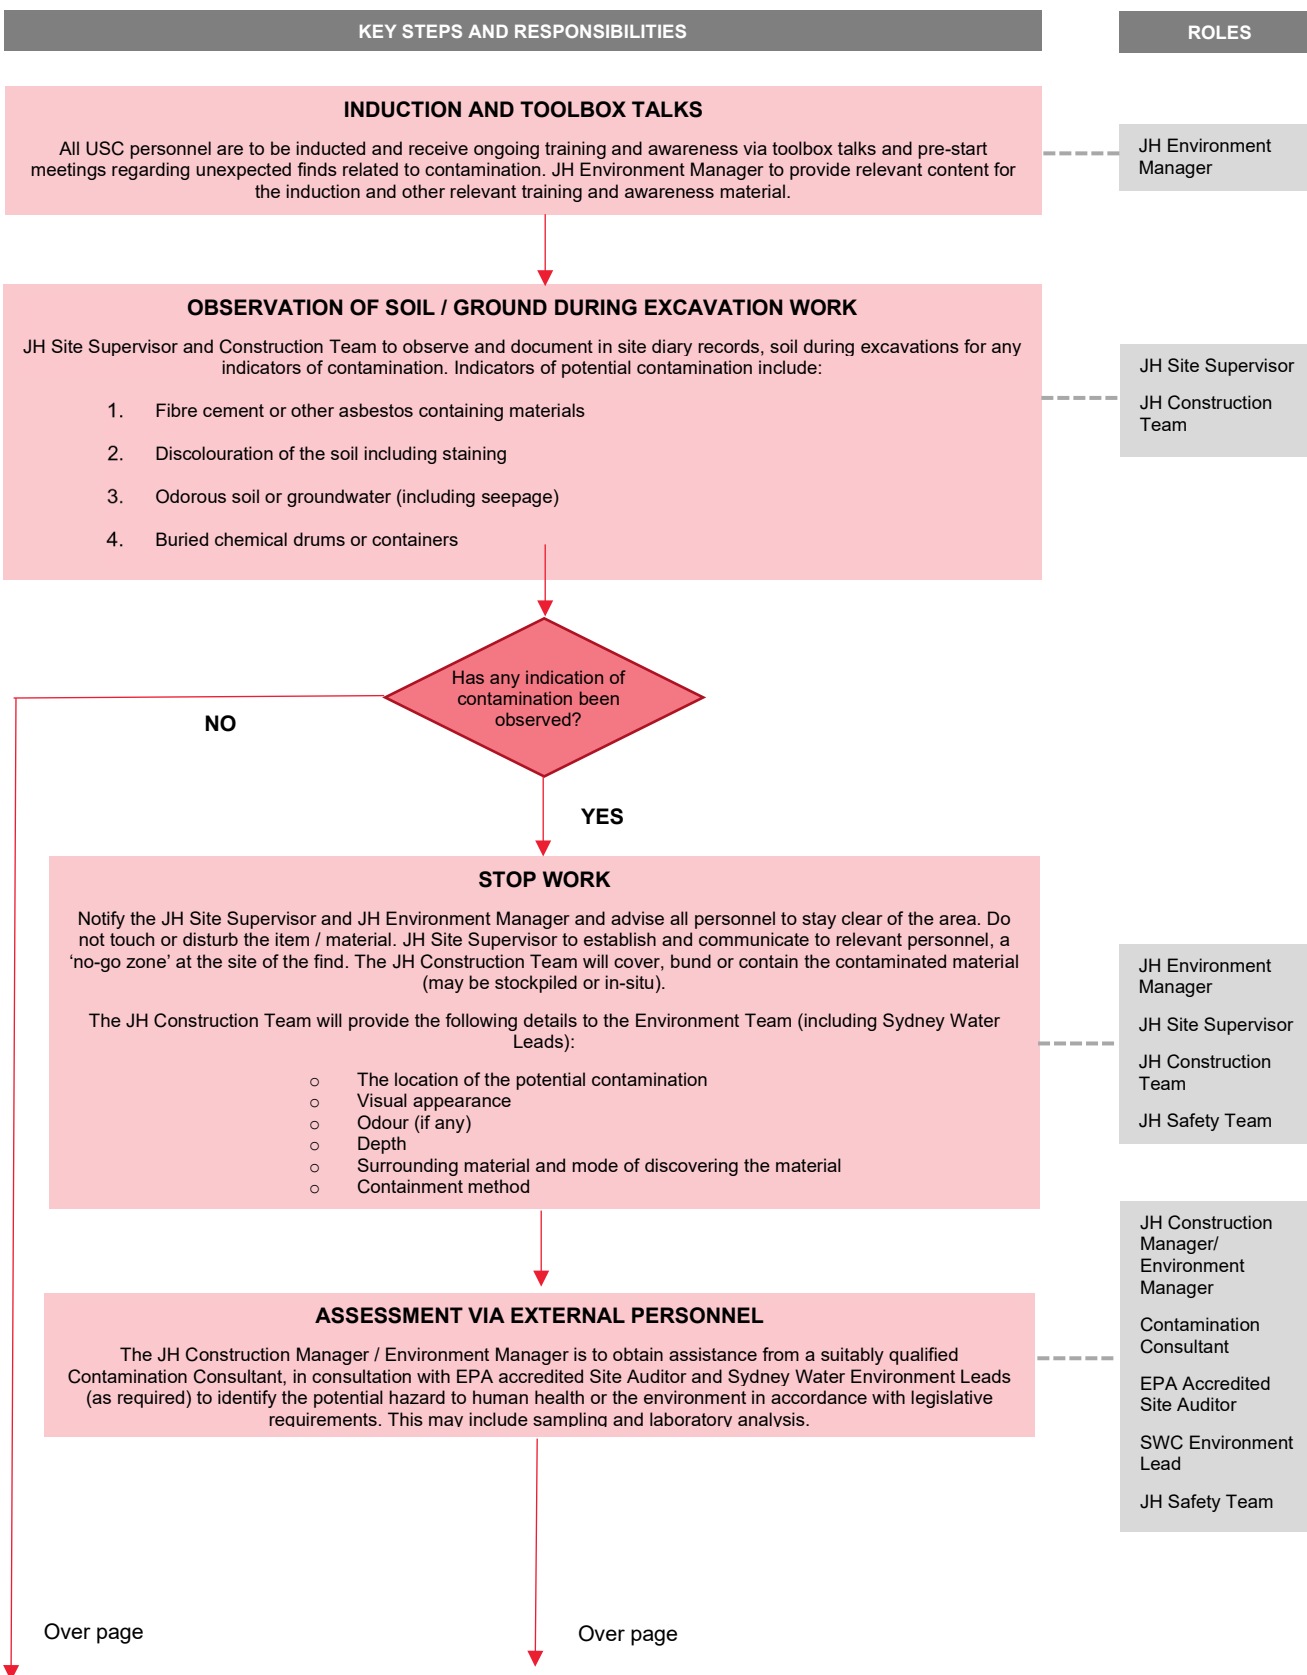 KEY STEPS AND RESPONSIBILITIES
ROLES
INDUCTION AND TOOLBOX TALKS
All USC personnel are to be inducted and receive ongoing training and awareness via toolbox talks and pre-start
meetings regarding unexpected finds related to contamination. JH Environment Manager to provide relevant content for
the induction and other relevant training and awareness material.
JH Environment
Manager
OBSERVATION OF SOIL / GROUND DURING EXCAVATION WORK
JH Site Supervisor and Construction Team to observe and document in site diary records, soil during excavations for any
indicators of contamination. Indicators of potential contamination include:
1. Fibre cement or other asbestos containing materials
2. Discolouration of the soil including staining
3. Odorous soil or groundwater (including seepage)
4. Buried chemical drums or containers
JH Site Supervisor
JH Construction
Team
Has any indication of
contamination been
observed?
NO
YES
STOP WORK
Notify the JH Site Supervisor and JH Environment Manager and advise all personnel to stay clear of the area. Do
not touch or disturb the item / material. JH Site Supervisor to establish and communicate to relevant personnel, a
‘no-go zone’ at the site of the find. The JH Construction Team will cover, bund or contain the contaminated material
(may be stockpiled or in-situ).
The JH Construction Team will provide the following details to the Environment Team (including Sydney Water
Leads):
o The location of the potential contamination
o Visual appearance
o Odour (if any)
o Depth
o Surrounding material and mode of discovering the material
o Containment method
JH Environment
Manager
JH Site Supervisor
JH Construction
Team
JH Safety Team
ASSESSMENT VIA EXTERNAL PERSONNEL
The JH Construction Manager / Environment Manager is to obtain assistance from a suitably qualified
Contamination Consultant, in consultation with EPA accredited Site Auditor and Sydney Water Environment Leads
(as required) to identify the potential hazard to human health or the environment in accordance with legislative
requirements. This may include sampling and laboratory analysis.
JH Construction
Manager/
Environment
Manager
Contamination
Consultant
EPA Accredited
Site Auditor
SWC Environment
Lead
JH Safety Team
Over page
Over page